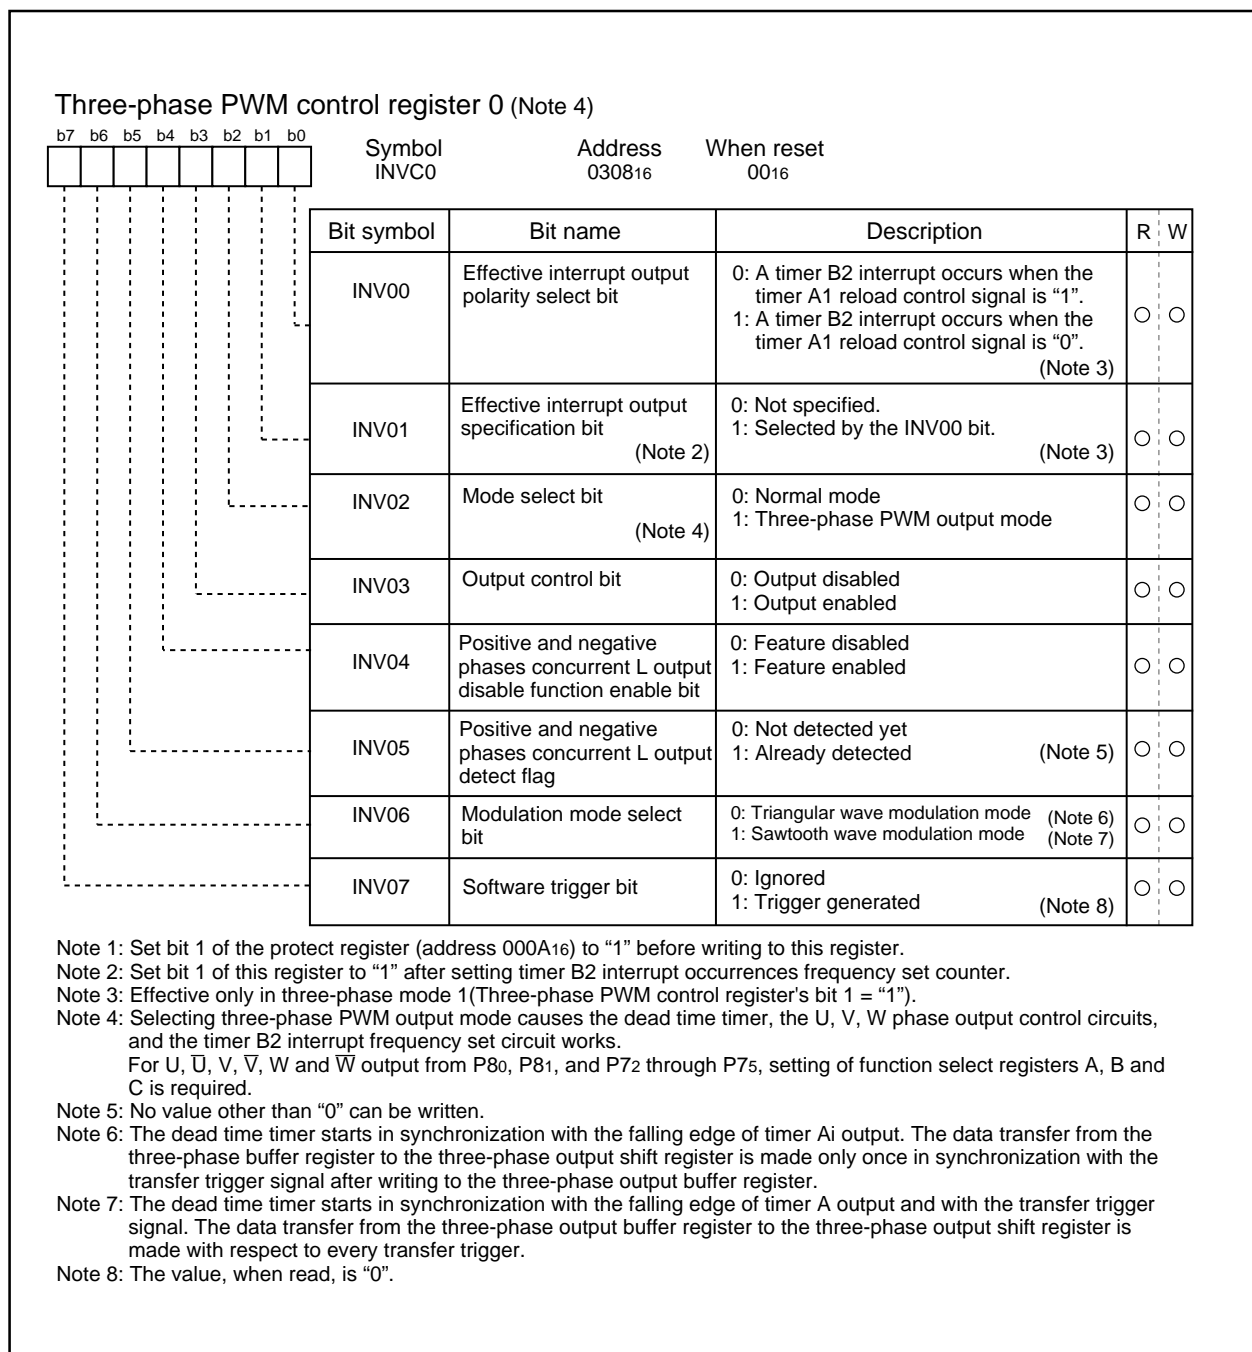 Three-phase PWM control register 0 (Note 4)
b7 b6 b5 b4 b3 b2 b1 b0
Symbol Address When reset
INVC0 030816 0016
Bit symbol Bit name Description R W
INV00 Effective interrupt output polarity select bit
0: A timer B2 interrupt occurs when the
timer A1 reload control signal is “1”.
1: A timer B2 interrupt occurs when the
timer A1 reload control signal is “0”.
(Note 3)
INV01 Effective interrupt output specification bit
(Note 2)
0: Not specified.
1: Selected by the INV00 bit.
(Note 3)
INV02 Mode select bit
(Note 4)
0: Normal mode
1: Three-phase PWM output mode
INV03 Output control bit
0: Output disabled
1: Output enabled
INV04 Positive and negative
phases concurrent L output
disable function enable bit
0: Feature disabled
1: Feature enabled
INV05 Positive and negative
phases concurrent L output
detect flag
0: Not detected yet
1: Already detected (Note 5)
INV06 Modulation mode select
bit
0: Triangular wave modulation mode (Note 6)
1: Sawtooth wave modulation mode (Note 7)
INV07 Software trigger bit
0: Ignored
1: Trigger generated (Note 8)
Note 1: Set bit 1 of the protect register (address 000A16) to “1” before writing to this register.
Note 2: Set bit 1 of this register to “1” after setting timer B2 interrupt occurrences frequency set counter.
Note 3: Effective only in three-phase mode 1(Three-phase PWM control register's bit 1 = “1”).
Note 4: Selecting three-phase PWM output mode causes the dead time timer, the U, V, W phase output control circuits,
and the timer B2 interrupt frequency set circuit works.
For U, U̅, V, V̅, W and W̅ output from P80, P81, and P72 through P75, setting of function select registers A, B and
C is required.
Note 5: No value other than “0” can be written.
Note 6: The dead time timer starts in synchronization with the falling edge of timer Ai output. The data transfer from the
three-phase buffer register to the three-phase output shift register is made only once in synchronization with the
transfer trigger signal after writing to the three-phase output buffer register.
Note 7: The dead time timer starts in synchronization with the falling edge of timer A output and with the transfer trigger
signal. The data transfer from the three-phase output buffer register to the three-phase output shift register is
made with respect to every transfer trigger.
Note 8: The value, when read, is “0”.